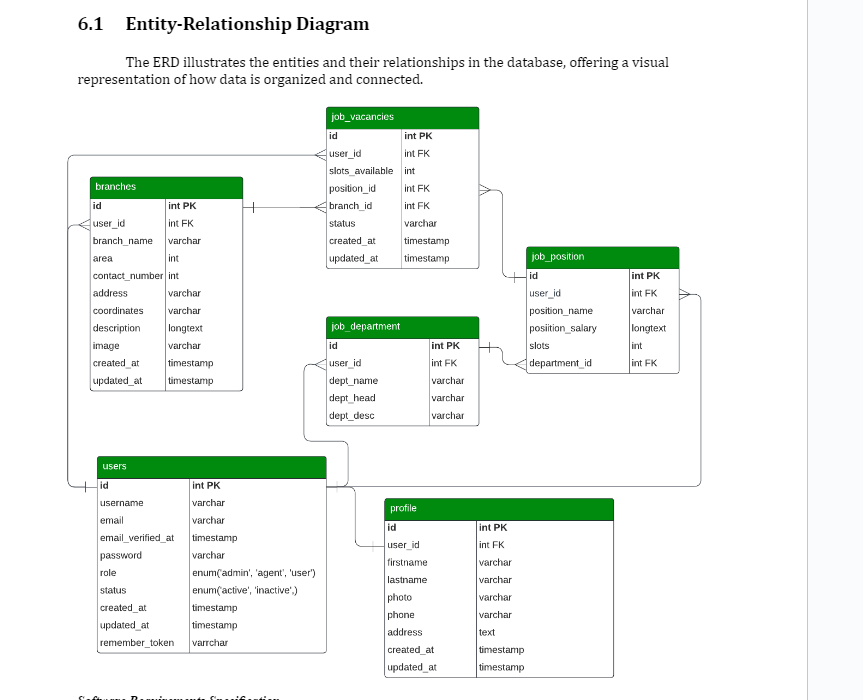 6.1 Entity-Relationship Diagram
The ERD illustrates the entities and their relationships in the database, offering a visual
representation of how data is organized and connected.
job_vacancies
id int PK
user_id int FK
slots_available int
position_id int FK
branch_id int FK
status varchar
created_at timestamp
updated_at timestamp
branches
id int PK
user_id int FK
branch_name varchar
area int
contact_number int
address varchar
coordinates varchar
description longtext
image varchar
created_at timestamp
updated_at timestamp
job_position
id int PK
user_id int FK
position_name varchar
posiition_salary longtext
slots int
department_id int FK
job_department
id int PK
user_id int FK
dept_name varchar
dept_head varchar
dept_desc varchar
users
id int PK
username varchar
email varchar
email_verified_at timestamp
password varchar
role enum('admin', 'agent', 'user')
status enum('active', 'inactive',)
created_at timestamp
updated_at timestamp
remember_token varrchar
profile
id int PK
user_id int FK
firstname varchar
lastname varchar
photo varchar
phone varchar
address text
created_at timestamp
updated_at timestamp
Software Requirements Specification